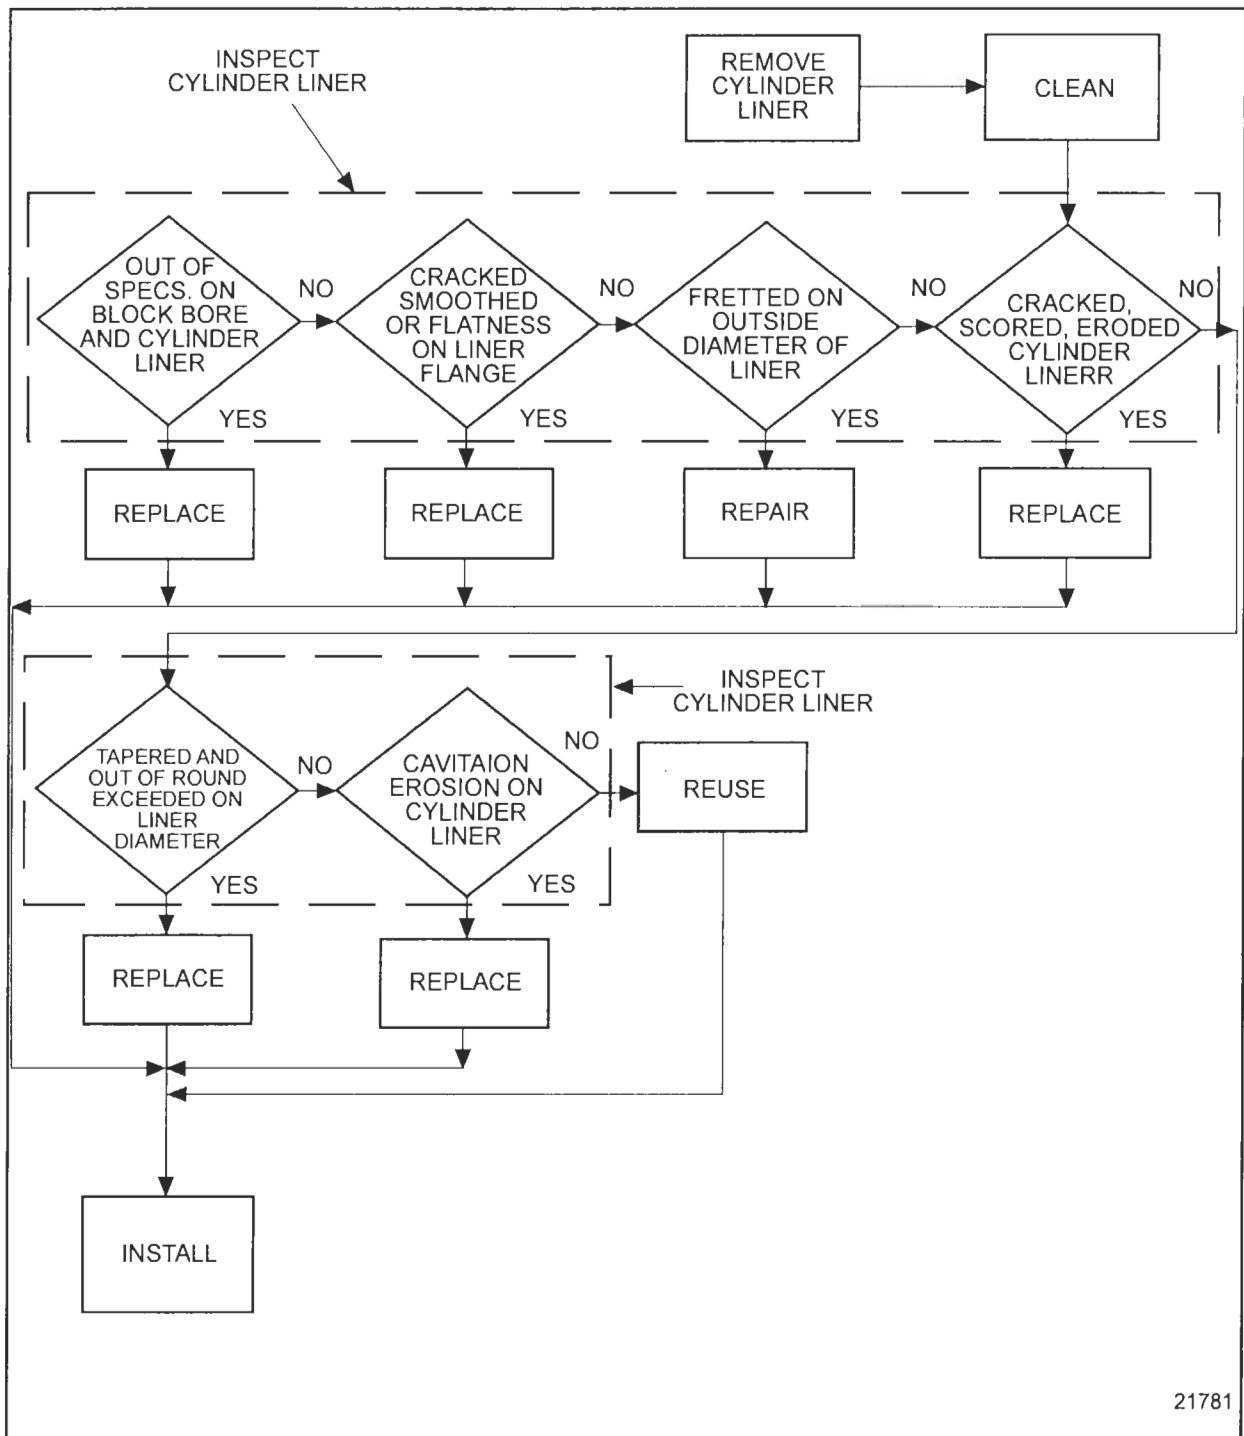 INSPECT
CYLINDER LINER
REMOVE
CYLINDER
LINER
CLEAN
OUT OF
SPECS. ON
BLOCK BORE
AND CYLINDER
LINER
NO
CRACKED
SMOOTHED
OR FLATNESS
ON LINER
FLANGE
NO
FRETTED ON
OUTSIDE
DIAMETER OF
LINER
NO
CRACKED,
SCORED, ERODED
CYLINDER
LINERR
NO
YES
YES
YES
YES
REPLACE
REPLACE
REPAIR
REPLACE
INSPECT
CYLINDER LINER
TAPERED AND
OUT OF ROUND
EXCEEDED ON
LINER
DIAMETER
NO
CAVITAION
EROSION ON
CYLINDER
LINER
NO
REUSE
YES
YES
REPLACE
REPLACE
INSTALL
21781